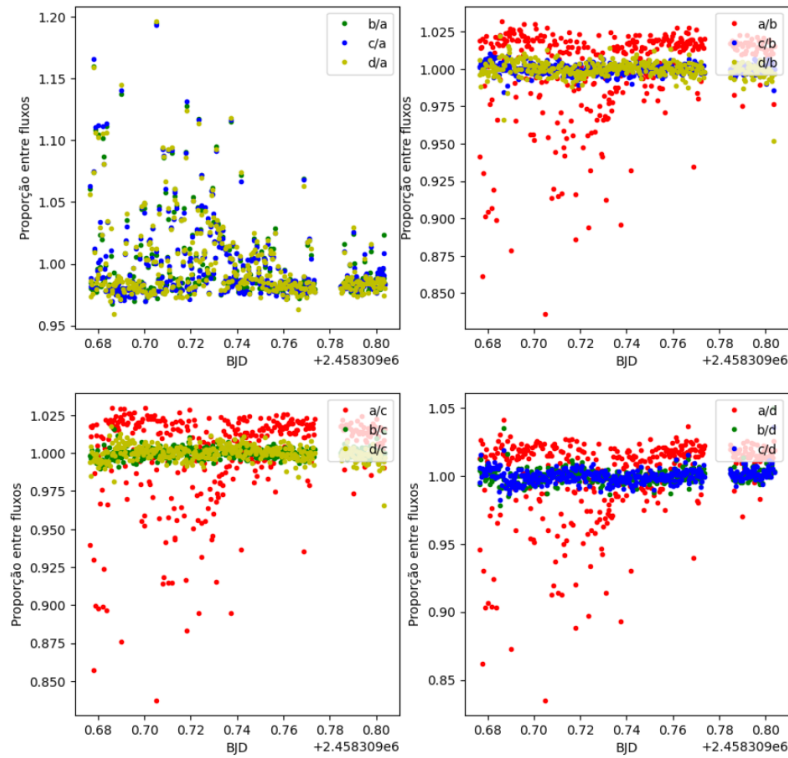 1.20
1.15
1.10
1.05
1.00
0.95
Proporção entre fluxos
b/a
c/a
d/a
0.68 0.70 0.72 0.74 0.76 0.78 0.80
BJD
+2.458309e6
1.025
1.000
0.975
0.950
0.925
0.900
0.875
0.850
Proporção entre fluxos
a/b
c/b
d/b
0.68 0.70 0.72 0.74 0.76 0.78 0.80
BJD
+2.458309e6
1.025
1.000
0.975
0.950
0.925
0.900
0.875
0.850
Proporção entre fluxos
a/c
b/c
d/c
0.68 0.70 0.72 0.74 0.76 0.78 0.80
BJD
+2.458309e6
1.05
1.00
0.95
0.90
0.85
Proporção entre fluxos
a/d
b/d
c/d
0.68 0.70 0.72 0.74 0.76 0.78 0.80
BJD
+2.458309e6